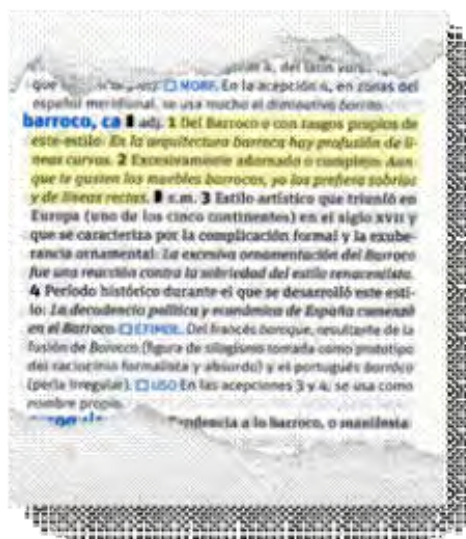 4, del latín
que MORF. En la acepción 4, en zonas del
español meridional, se usa mucho el diminutivo borrito.
barroco, ca adj. 1 Del Barroco o con rasgos propios de
este estilo: En la arquitectura barroca hay profusión de lí-
neas curvas. 2 Excesivamente adornado o complejo: Aun-
que te gusten los muebles barrocos, yo los prefiero sobrios
y de líneas rectas. s.m. 3 Estilo artístico que triunfó en
Europa (uno de los cinco continentes) en el siglo XVII y
que se caracteriza por la complicación formal y la exube-
rancia ornamental: La excesiva ornamentación del Barroco
fue una reacción contra la sobriedad del estilo renacentista.
4 Período histórico durante el que se desarrolló este esti-
lo: La decadencia política y económica de España comenzó
en el Barroco. ETIMOL. Del francés baroque, resultante de la
fusión de Barocco (figura de silogismo tomada como prototipo
del raciocinio formalista y absurdo) y el portugués barrôco
(perla irregular). USO En las acepciones 3 y 4, se usa como
nombre propio.
Tendencia a lo barroco, o manifesta-